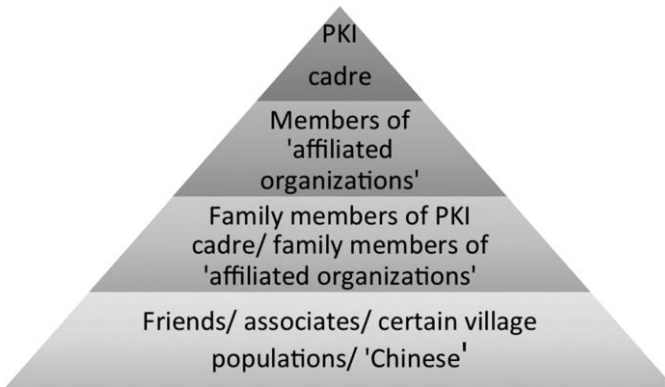 PKI
cadre
Members of
'affiliated
organizations'
Family members of PKI
cadre/ family members of
'affiliated organizations'
Friends/ associates/ certain village
populations/ 'Chinese'